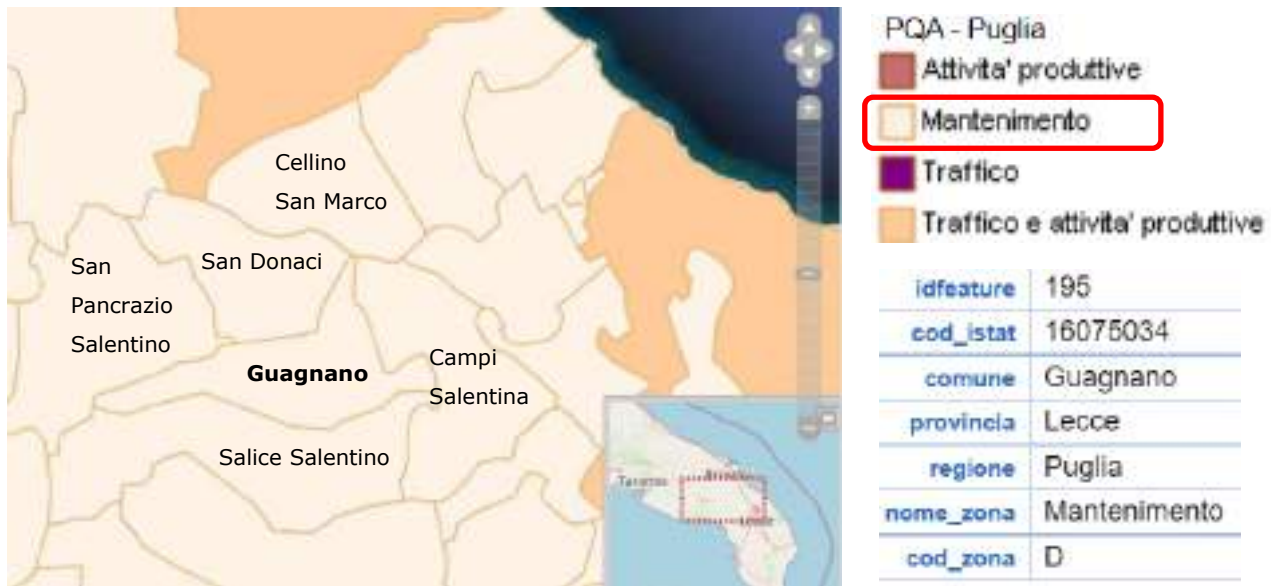 Cellino
San Marco
San Donaci
San
Pancrazio
Salentino
Guagnano
Campi
Salentina
Salice Salentino
Taranto
PQA - Puglia
Attivita' produttive
Mantenimento
Traffico
Traffico e attivita' produttive
idfeature 195
cod_istat 16075034
comune Guagnano
provincia Lecce
regione Puglia
nome_zona Mantenimento
cod_zona D